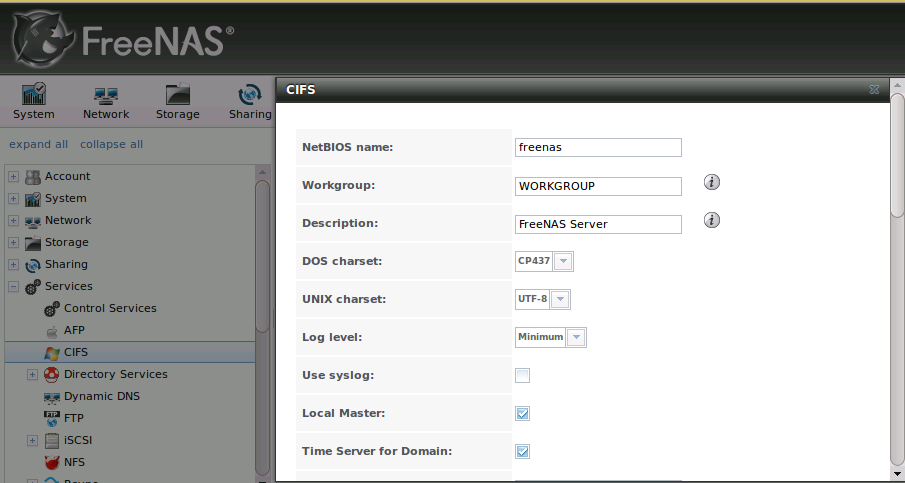 FreeNAS®
System
Network
Storage
Sharing
expand all collapse all
Account
System
Network
Storage
Sharing
Services
Control Services
AFP
CIFS
Directory Services
Dynamic DNS
FTP
FTP
iSCSI
NFS
CIFS
NetBIOS name: freenas
Workgroup: WORKGROUP i
Description: FreeNAS Server i
DOS charset: CP437
UNIX charset: UTF-8
Log level: Minimum
Use syslog:
Local Master:
Time Server for Domain: